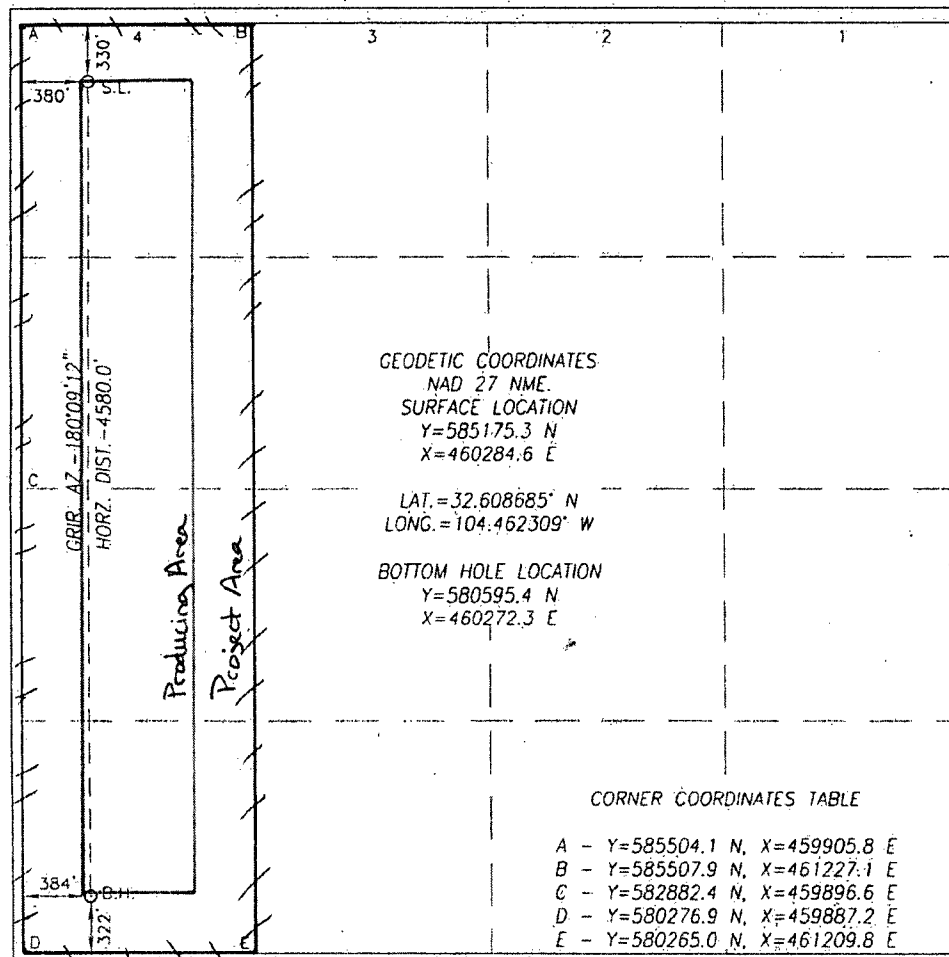 A 4 B 3 2 1
330'
380' S.L.
GEODETIC COORDINATES
NAD 27 NME.
SURFACE LOCATION
Y=585175.3 N
X=460284.6 E
LAT.=32.608685° N
LONG.=104.462309° W
BOTTOM HOLE LOCATION
Y=580595.4 N
X=460272.3 E
C
GRIR AZ-180°09'12"
HORZ. DIST.-4580.0'
Producing Area
Project Area
CORNER COORDINATES TABLE
A - Y=585504.1 N, X=459905.8 E
B - Y=585507.9 N, X=461227.1 E
C - Y=582882.4 N, X=459896.6 E
D - Y=580276.9 N, X=459887.2 E
E - Y=580265.0 N, X=461209.8 E
384' B.H.
322'
D E